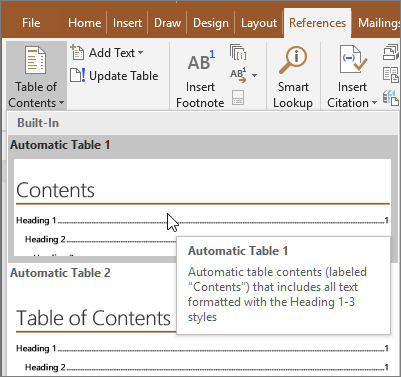 File Home Insert Draw Design Layout References Mailings
Table of Contents
Add Text
Update Table
AB1
Insert Footnote
AB1
Smart Lookup
Insert Citation
Built-In
Automatic Table 1
Contents
Heading 1 1
Heading 2
Heading 3
Automatic Table 1
Automatic table contents (labeled
“Contents”) that includes all text
formatted with the Heading 1-3
styles
Automatic Table 2
Table of Contents
Heading 1 1
Heading 2